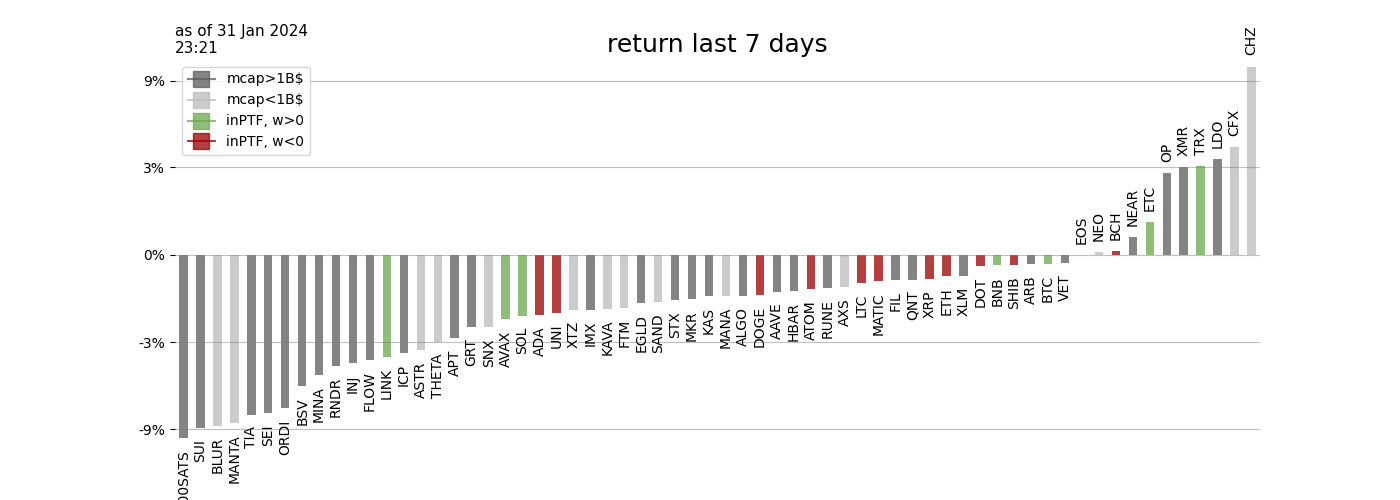 as of 31 Jan 2024
23:21
return last 7 days
mcap>1B$
mcap<1B$
inPTF, w>0
inPTF, w<0
9%
3%
0%
-3%
-9%
00SATS
SUI
BLUR
MANTA
TIA
SEI
ORDI
BSV
MINA
RNDR
INJ
FLOW
LINK
ICP
ASTR
THETA
APT
GRT
SNX
AVAX
SOL
ADA
UNI
XTZ
IMX
KAVA
FTM
EGLD
SAND
STX
MKR
KAS
MANA
ALGO
DOGE
AAVE
HBAR
ATOM
RUNE
AXS
LTC
MATIC
FIL
QNT
XRP
ETH
XLM
DOT
BNB
SHIB
ARB
BTC
VET
EOS
NEO
BCH
NEAR
ETC
OP
XMR
TRX
LDO
CFX
CHZ